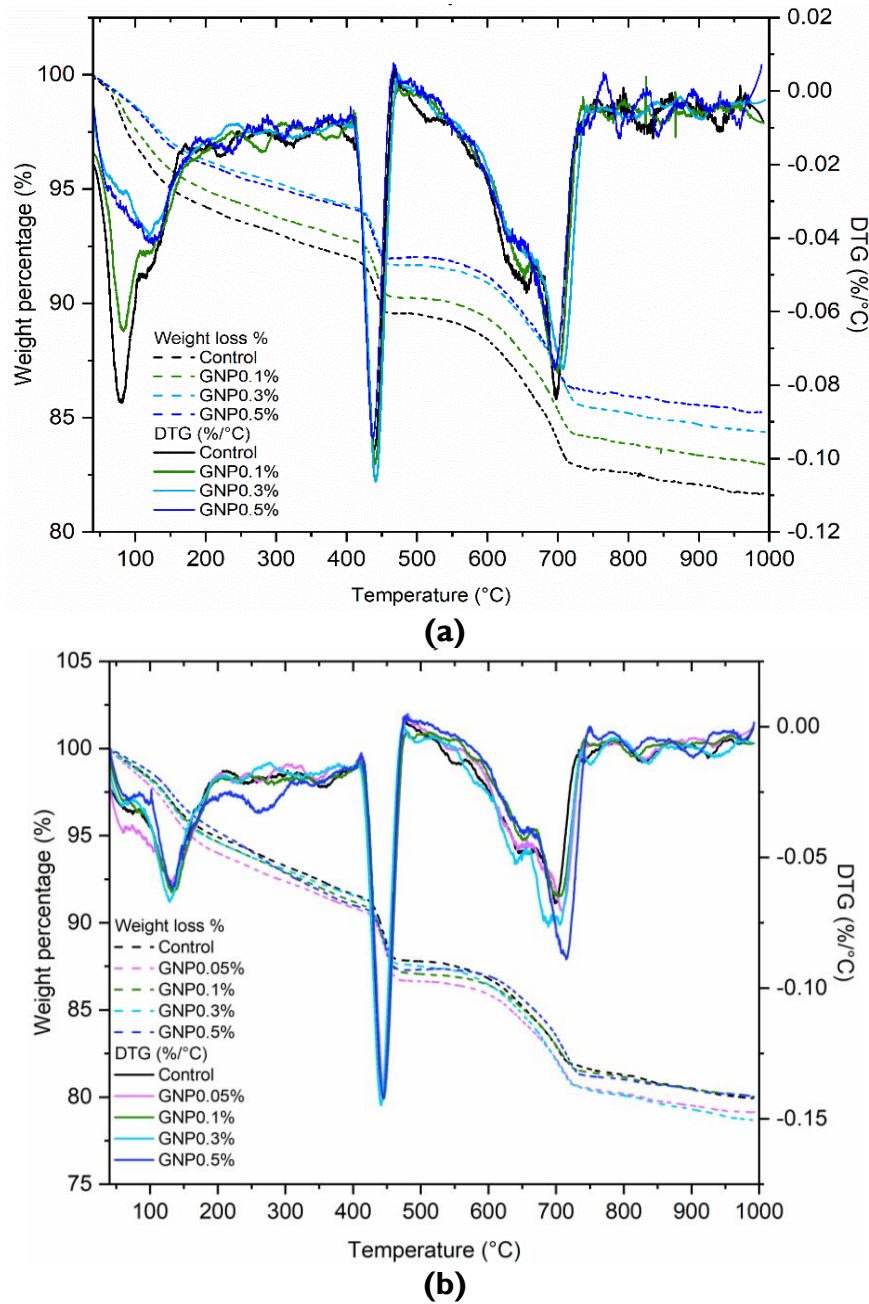 0.02
100
0.00
95
-0.02
-0.04
90
-0.06
85
-0.08
-0.10
80
-0.12
Weight percentage (%)
DTG (%/°C)
Weight loss %
Control
GNP0.1%
GNP0.3%
GNP0.5%
DTG (%/°C)
Control
GNP0.1%
GNP0.3%
GNP0.5%
100 200 300 400 500 600 700 800 900 1000
Temperature (°C)
(a)
105
100
0.00
95
-0.05
90
85
-0.10
80
-0.15
75
Weight percentage (%)
DTG (%/°C)
Weight loss %
Control
GNP0.05%
GNP0.1%
GNP0.3%
GNP0.5%
DTG (%/°C)
Control
GNP0.05%
GNP0.1%
GNP0.3%
GNP0.5%
100 200 300 400 500 600 700 800 900 1000
Temperature (°C)
(b)